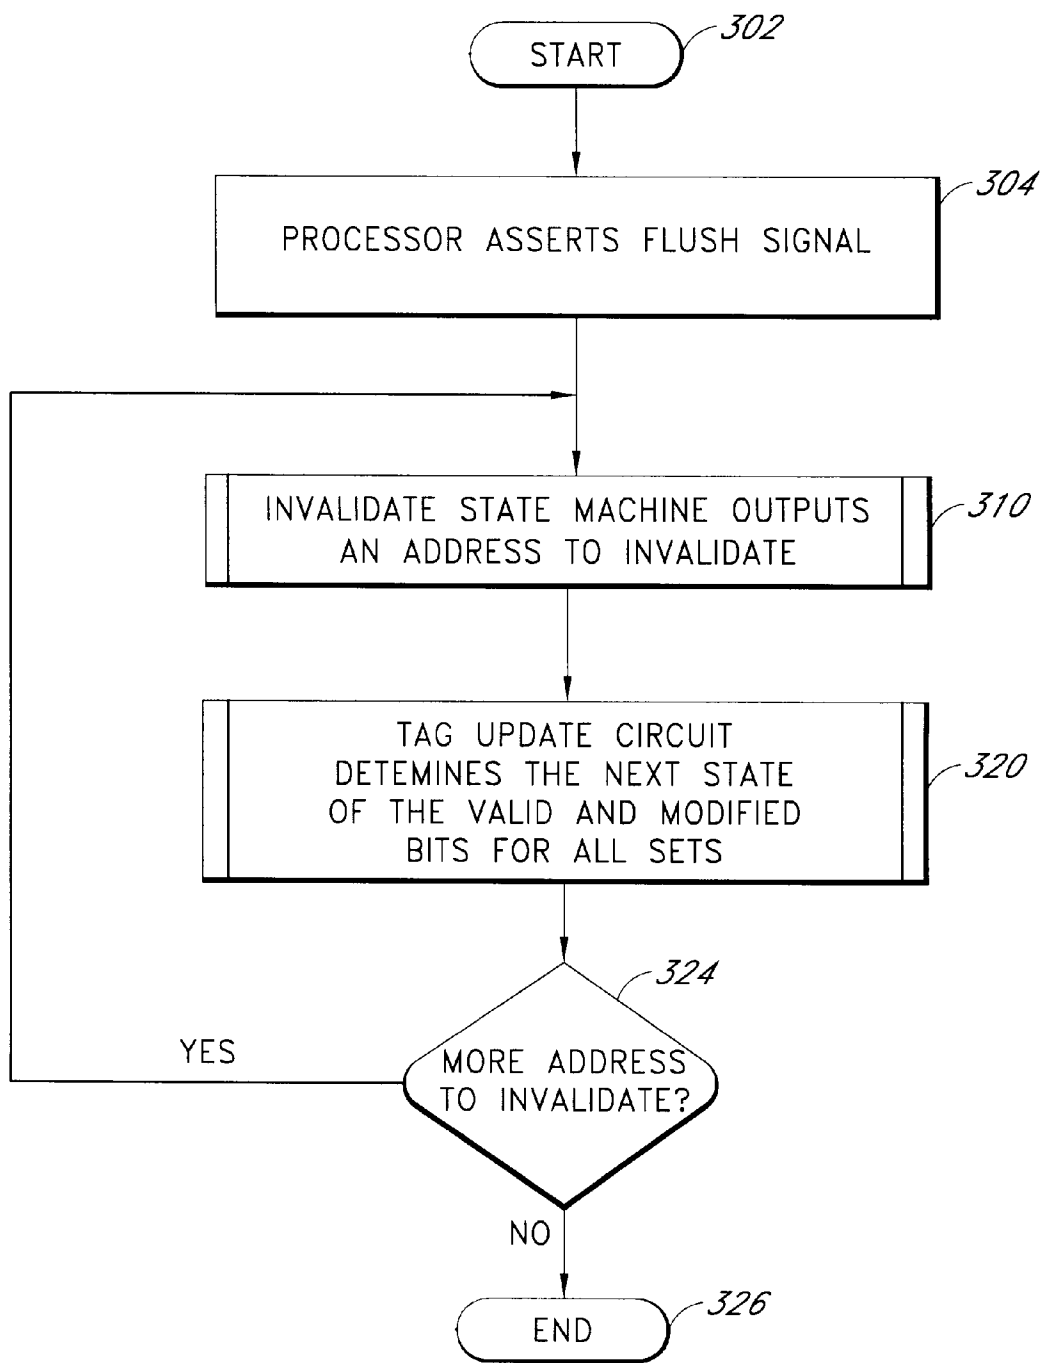 START
302
PROCESSOR ASSERTS FLUSH SIGNAL
304
INVALIDATE STATE MACHINE OUTPUTS
AN ADDRESS TO INVALIDATE
310
TAG UPDATE CIRCUIT
DETEMINES THE NEXT STATE
OF THE VALID AND MODIFIED
BITS FOR ALL SETS
320
324
MORE ADDRESS
TO INVALIDATE?
YES
NO
END
326